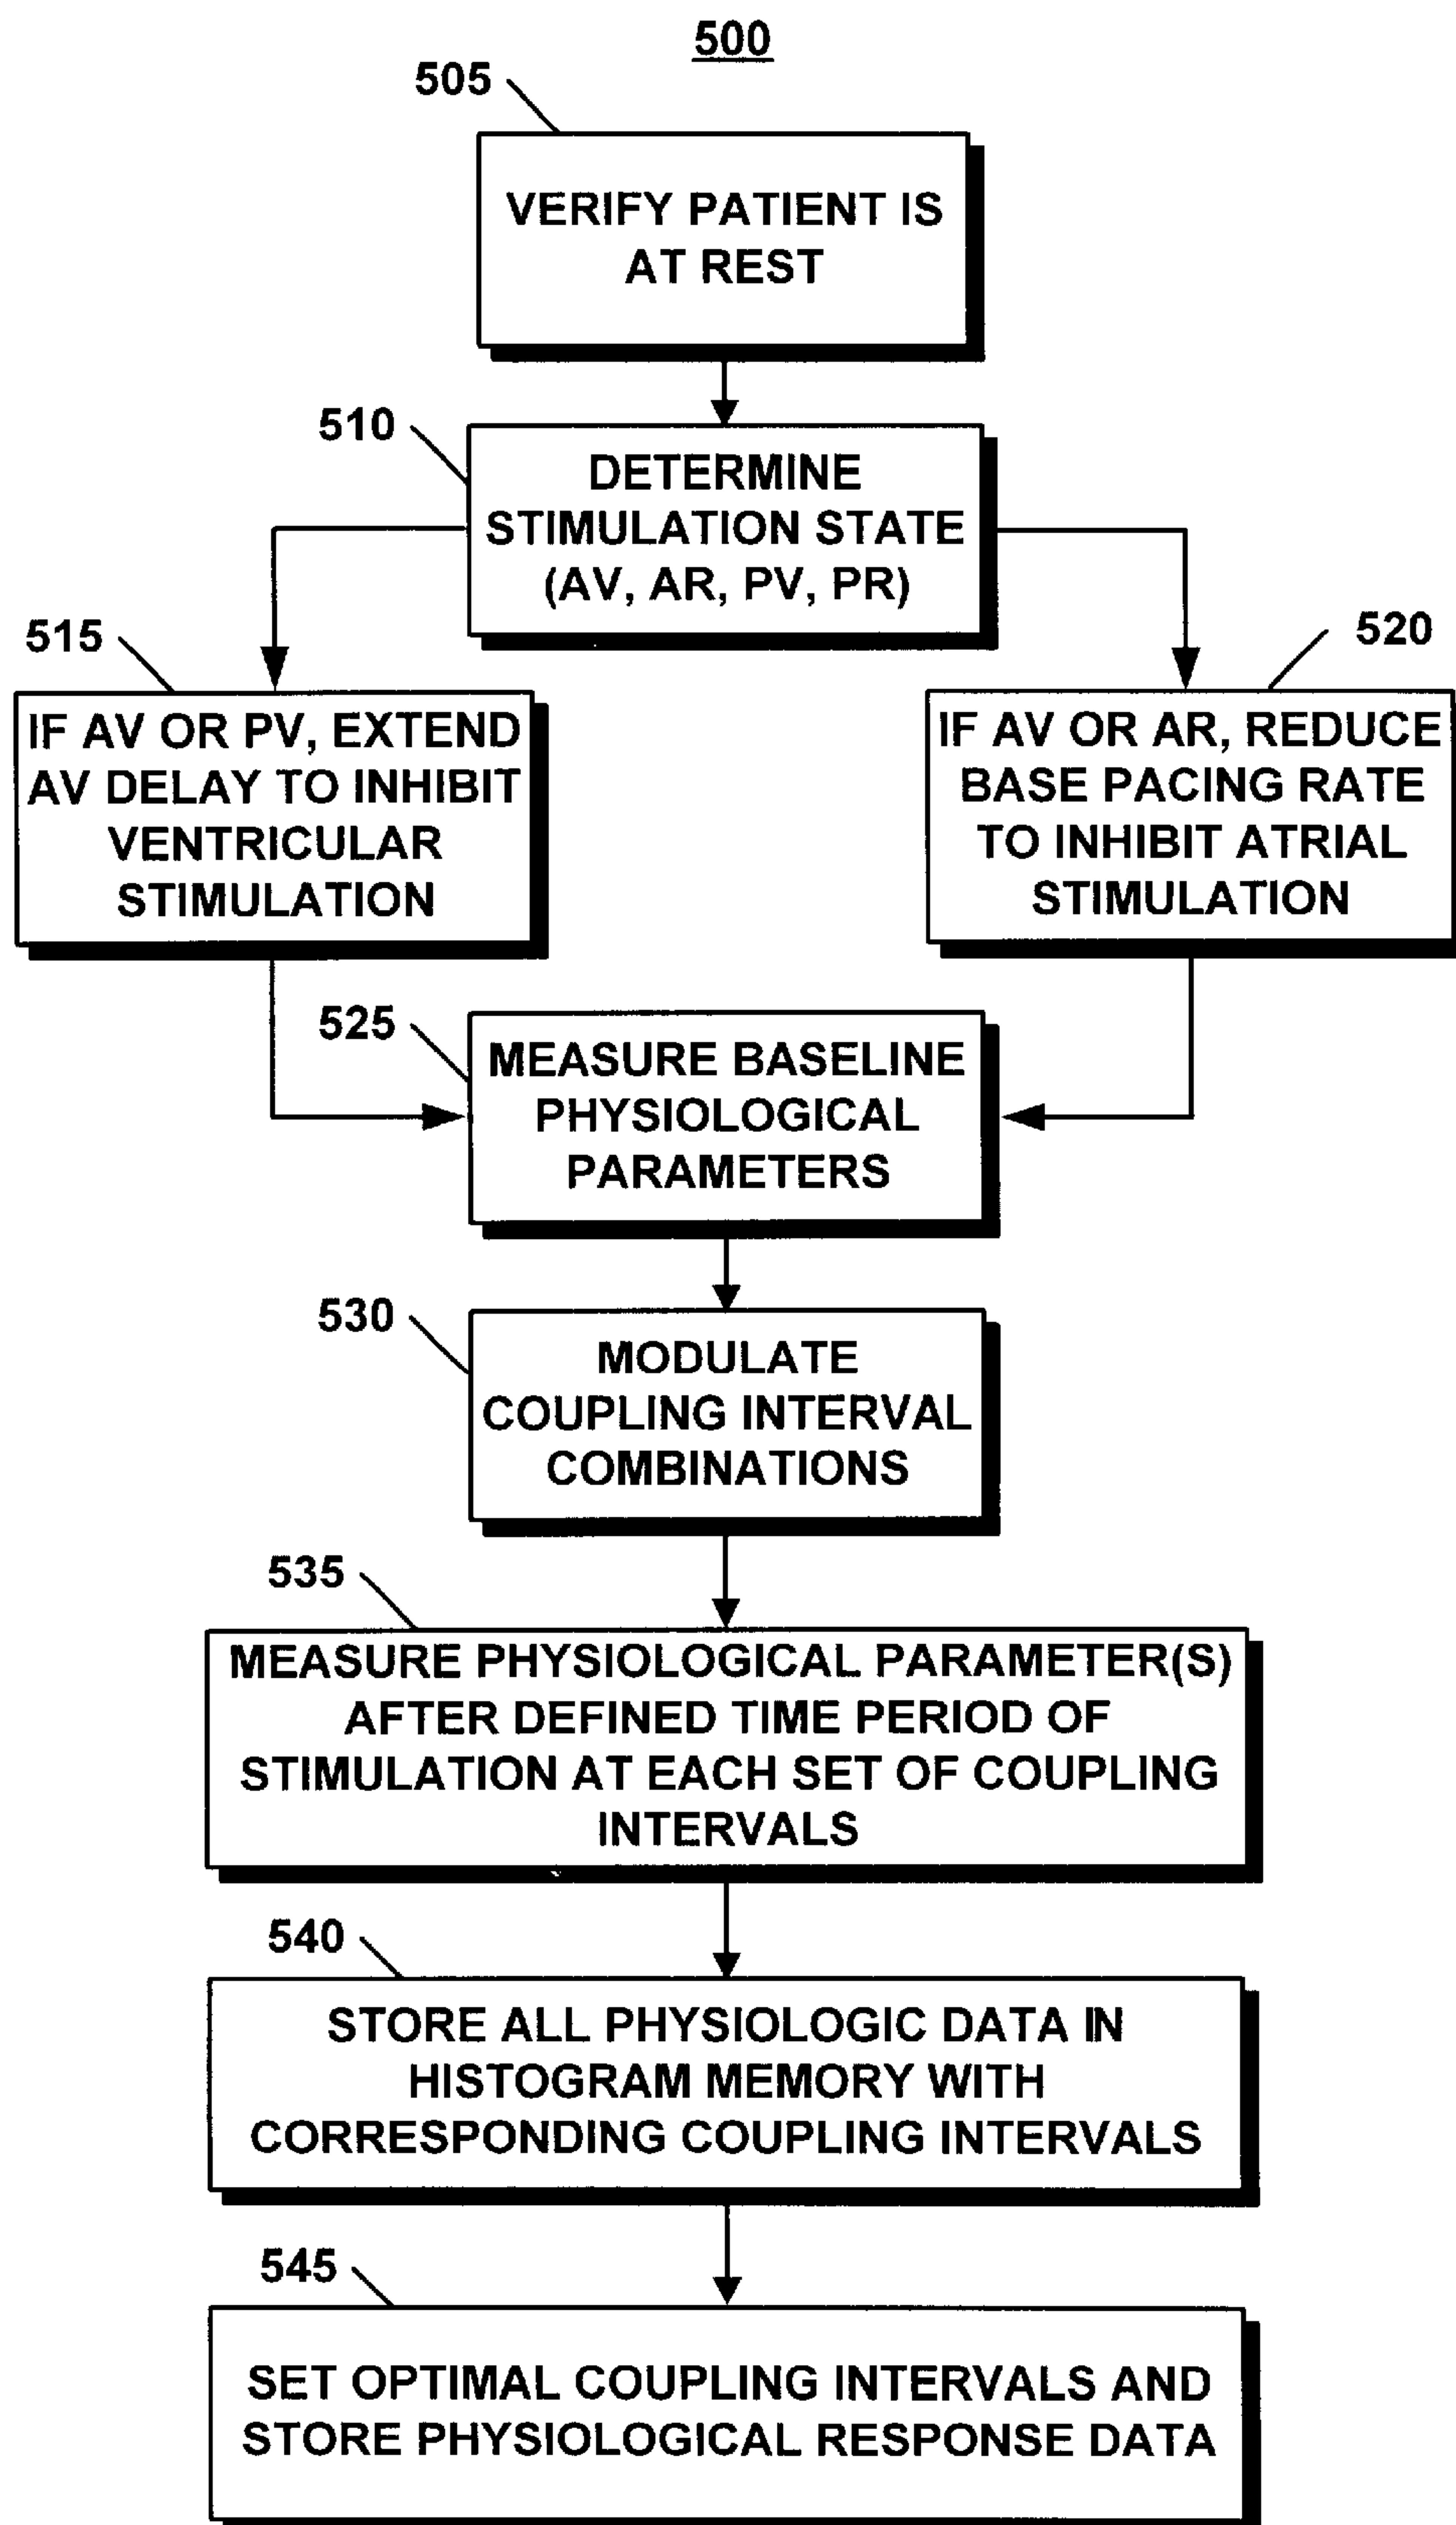 500
505
VERIFY PATIENT IS
AT REST
510
DETERMINE
STIMULATION STATE
(AV, AR, PV, PR)
515
IF AV OR PV, EXTEND
AV DELAY TO INHIBIT
VENTRICULAR
STIMULATION
520
IF AV OR AR, REDUCE
BASE PACING RATE
TO INHIBIT ATRIAL
STIMULATION
525
MEASURE BASELINE
PHYSIOLOGICAL
PARAMETERS
530
MODULATE
COUPLING INTERVAL
COMBINATIONS
535
MEASURE PHYSIOLOGICAL PARAMETER(S)
AFTER DEFINED TIME PERIOD OF
STIMULATION AT EACH SET OF COUPLING
INTERVALS
540
STORE ALL PHYSIOLOGIC DATA IN
HISTOGRAM MEMORY WITH
CORRESPONDING COUPLING INTERVALS
545
SET OPTIMAL COUPLING INTERVALS AND
STORE PHYSIOLOGICAL RESPONSE DATA